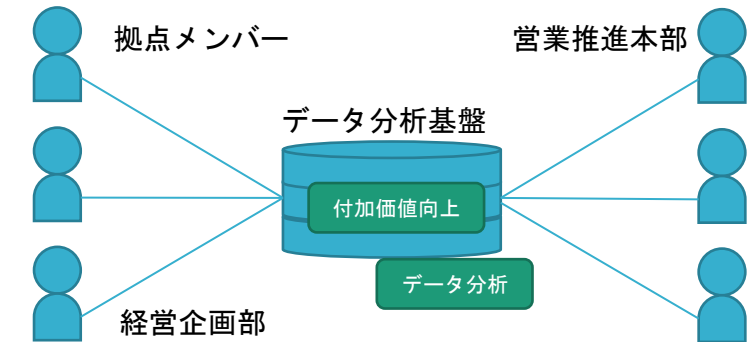 拠点メンバー
営業推進本部
データ分析基盤
付加価値向上
データ分析
経営企画部